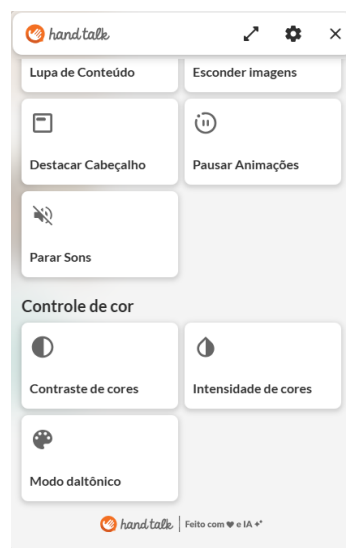 hand talk
Lupa de Conteúdo
Esconder imagens
Destacar Cabeçalho
Pausar Animações
Parar Sons
Controle de cor
Contraste de cores
Intensidade de cores
Modo daltônico
hand talk | Feito com ♥ e IA